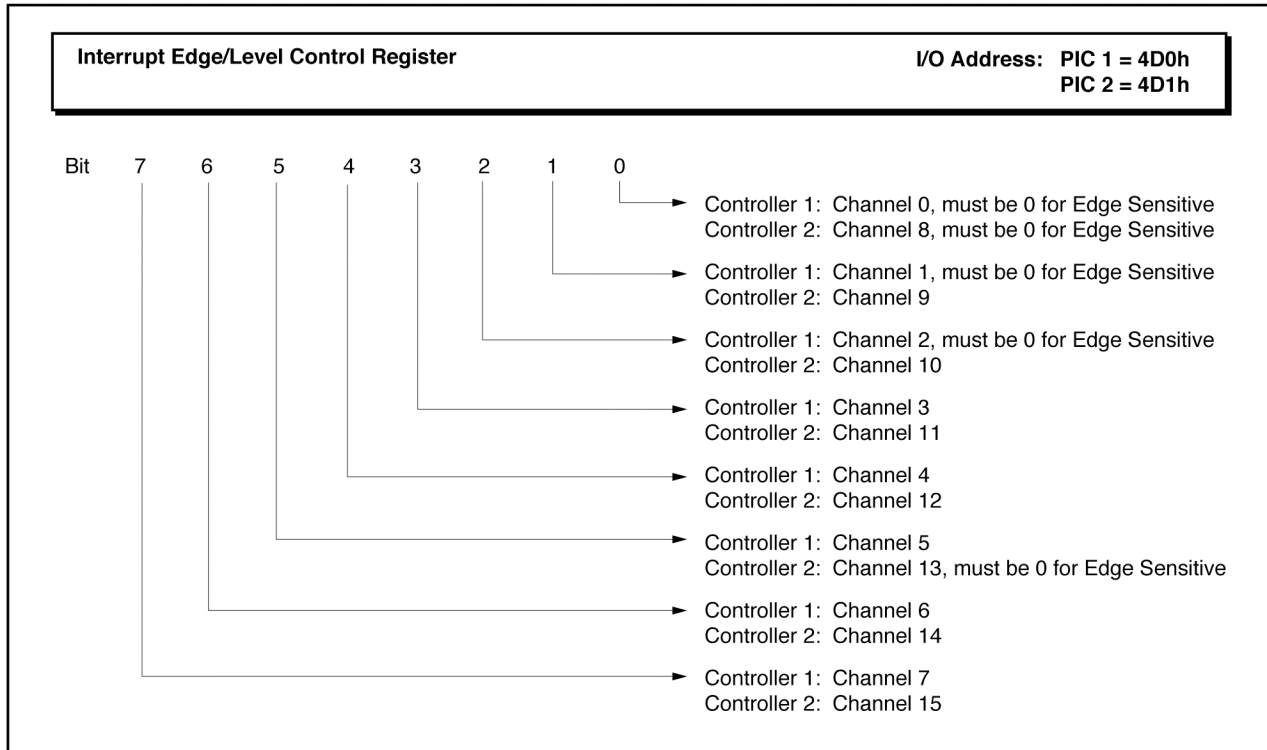 Interrupt Edge/Level Control Register
I/O Address: PIC 1 = 4D0h
PIC 2 = 4D1h
Bit 7 6 5 4 3 2 1 0
Controller 1: Channel 0, must be 0 for Edge Sensitive
Controller 2: Channel 8, must be 0 for Edge Sensitive
Controller 1: Channel 1, must be 0 for Edge Sensitive
Controller 2: Channel 9
Controller 1: Channel 2, must be 0 for Edge Sensitive
Controller 2: Channel 10
Controller 1: Channel 3
Controller 2: Channel 11
Controller 1: Channel 4
Controller 2: Channel 12
Controller 1: Channel 5
Controller 2: Channel 13, must be 0 for Edge Sensitive
Controller 1: Channel 6
Controller 2: Channel 14
Controller 1: Channel 7
Controller 2: Channel 15